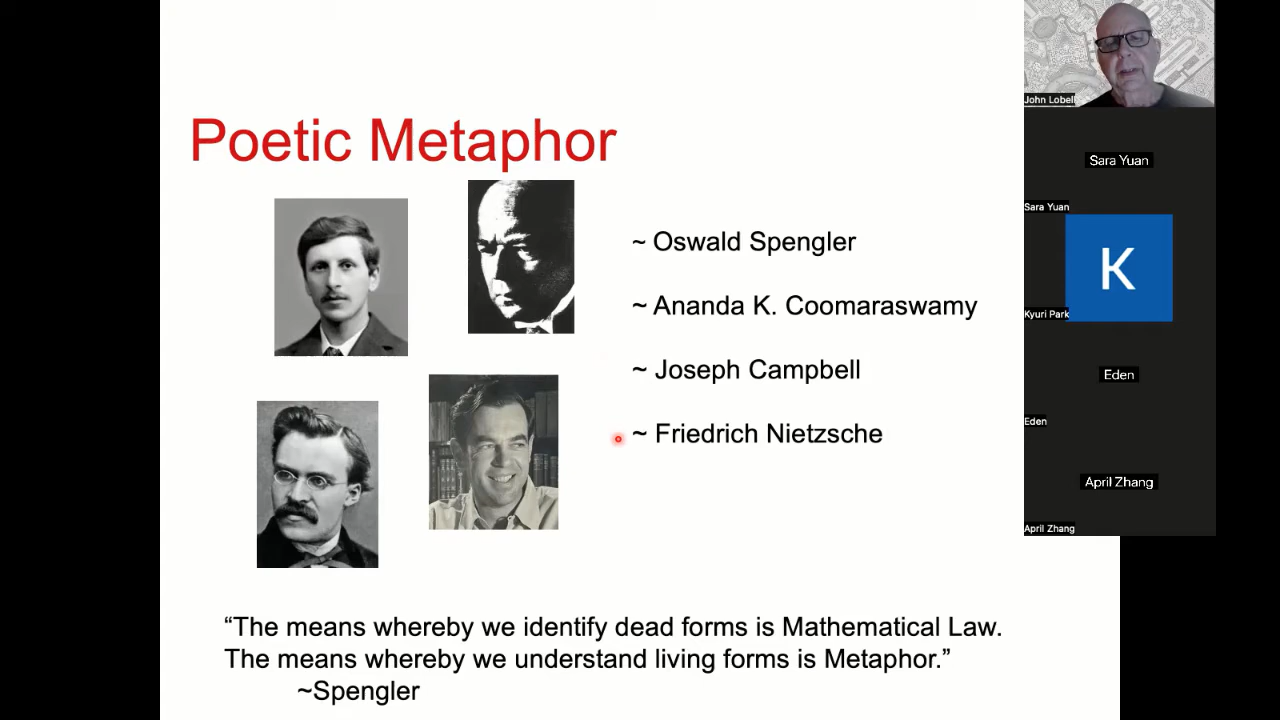 Poetic Metaphor
~ Oswald Spengler
~ Ananda K. Coomaraswamy
~ Joseph Campbell
~ Friedrich Nietzsche
“The means whereby we identify dead forms is Mathematical Law.
The means whereby we understand living forms is Metaphor.”
~Spengler
John Lobell
Sara Yuan
Sara Yuan
K
Kyuri Park
Eden
Eden
April Zhang
April Zhang